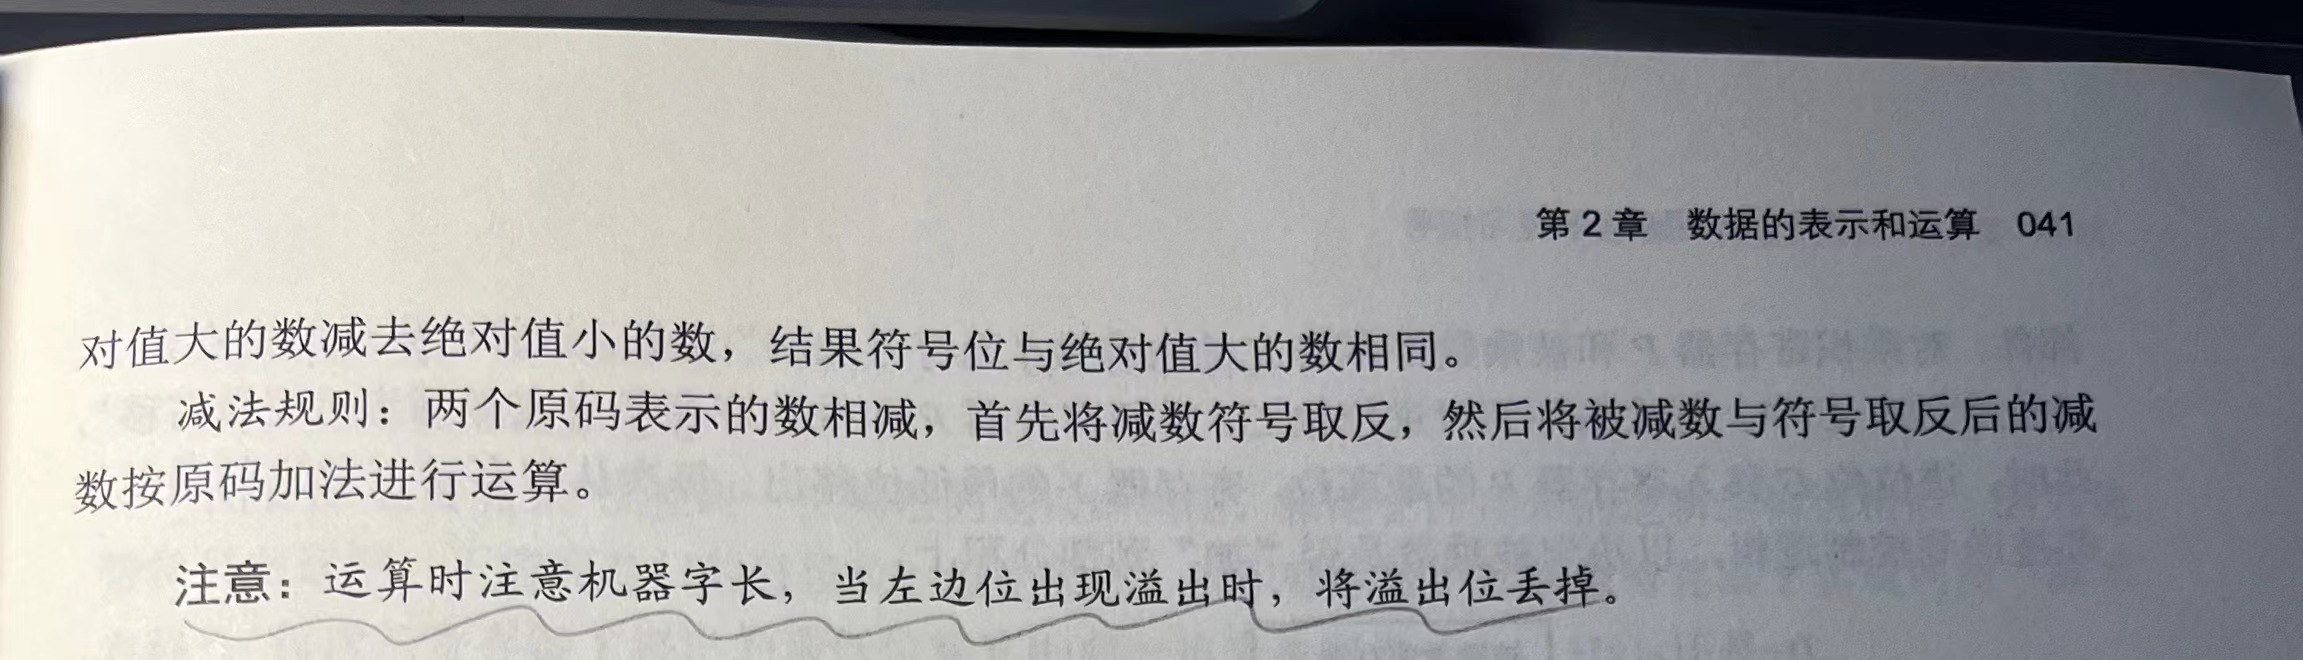 第 2 章 数据的表示和运算 041
对值大的数减去绝对值小的数，结果符号位与绝对值大的数相同。
减法规则：两个原码表示的数相减，首先将减数符号取反，然后将被减数与符号取反后的减
数按原码加法进行运算。
注意：运算时注意机器字长，当左边位出现溢出时，将溢出位丢掉。